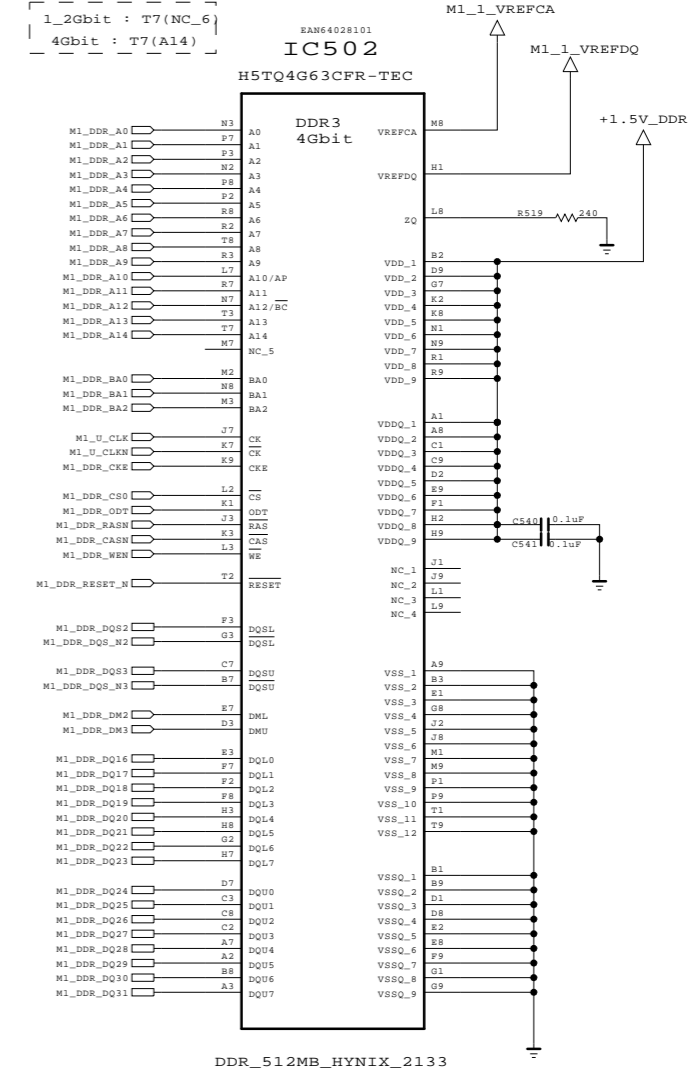 1_2Gbit : T7(NC_6)
4Gbit : T7(A14)
EAN64028101
IC502
H5TQ4G63CFR-TEC
M1_1_VREFCA
M1_1_VREFDQ
+1.5V_DDR
DDR3
4Gbit
M1_DDR_A0 N3 A0
M1_DDR_A1 P7 A1
M1_DDR_A2 P3 A2
M1_DDR_A3 N2 A3
M1_DDR_A4 P8 A4
M1_DDR_A5 P2 A5
M1_DDR_A6 R8 A6
M1_DDR_A7 R2 A7
M1_DDR_A8 T8 A8
M1_DDR_A9 R3 A9
M1_DDR_A10 L7 A10/AP
M1_DDR_A11 R7 A11
M1_DDR_A12 N7 A12/BC
M1_DDR_A13 T3 A13
M1_DDR_A14 T7 A14
M7 NC_5
M1_DDR_BA0 M2 BA0
M1_DDR_BA1 N8 BA1
M1_DDR_BA2 M3 BA2
M1_U_CLK J7 CK
M1_U_CLKN K7 CK
M1_DDR_CKE K9 CKE
M1_DDR_CS0 L2 CS
M1_DDR_ODT K1 ODT
M1_DDR_RASN J3 RAS
M1_DDR_CASN K3 CAS
M1_DDR_WEN L3 WE
M1_DDR_RESET_N T2 RESET
M1_DDR_DQS2 F3 DQSL
M1_DDR_DQS_N2 G3 DQSL
M1_DDR_DQS3 C7 DQSU
M1_DDR_DQS_N3 B7 DQSU
M1_DDR_DM2 E7 DML
M1_DDR_DM3 D3 DMU
M1_DDR_DQ16 E3 DQL0
M1_DDR_DQ17 F7 DQL1
M1_DDR_DQ18 F2 DQL2
M1_DDR_DQ19 F8 DQL3
M1_DDR_DQ20 H3 DQL4
M1_DDR_DQ21 H8 DQL5
M1_DDR_DQ22 G2 DQL6
M1_DDR_DQ23 H7 DQL7
M1_DDR_DQ24 D7 DQU0
M1_DDR_DQ25 C3 DQU1
M1_DDR_DQ26 C8 DQU2
M1_DDR_DQ27 C2 DQU3
M1_DDR_DQ28 A7 DQU4
M1_DDR_DQ29 A2 DQU5
M1_DDR_DQ30 B8 DQU6
M1_DDR_DQ31 A3 DQU7
VREFCA M8
VREFDQ H1
ZQ L8 R519 240
VDD_1 B2
VDD_2 D9
VDD_3 G7
VDD_4 K2
VDD_5 K8
VDD_6 N1
VDD_7 N9
VDD_8 R1
VDD_9 R9
VDDQ_1 A1
VDDQ_2 A8
VDDQ_3 C1
VDDQ_4 C9
VDDQ_5 D2
VDDQ_6 E9
VDDQ_7 F1
VDDQ_8 H2 C540 0.1uF
VDDQ_9 H9 C541 0.1uF
NC_1 J1
NC_2 J9
NC_3 L1
NC_4 L9
VSS_1 A9
VSS_2 B3
VSS_3 E1
VSS_4 G8
VSS_5 J2
VSS_6 J8
VSS_7 M1
VSS_8 M9
VSS_9 P1
VSS_10 P9
VSS_11 T1
VSS_12 T9
VSSQ_1 B1
VSSQ_2 B9
VSSQ_3 D1
VSSQ_4 D8
VSSQ_5 E2
VSSQ_6 E8
VSSQ_7 F9
VSSQ_8 G1
VSSQ_9 G9
DDR_512MB_HYNIX_2133